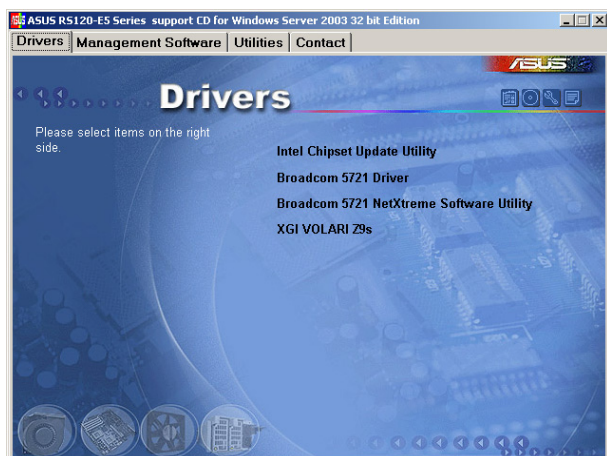 ASUS RS120-E5 Series support CD for Windows Server 2003 32 bit Edition
Drivers Management Software Utilities Contact
ASUS
Drivers
Please select items on the right
side.
Intel Chipset Update Utility
Broadcom 5721 Driver
Broadcom 5721 NetXtreme Software Utility
XGI VOLARI Z9s